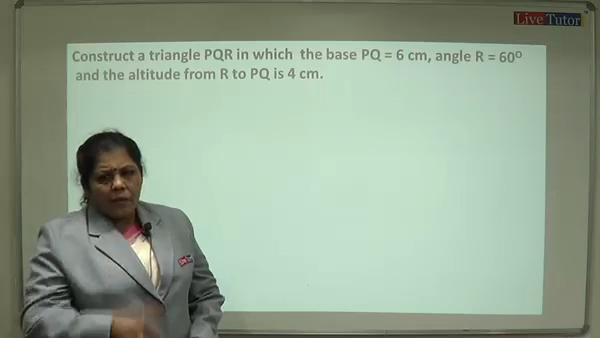 Live Tutor
Construct a triangle PQR in which the base PQ = 6 cm, angle R = 60⁰
and the altitude from R to PQ is 4 cm.